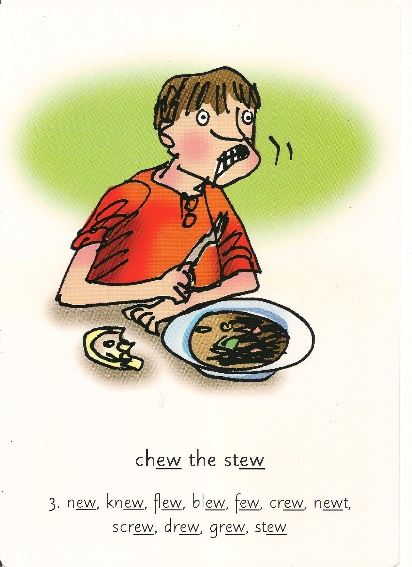 chew the stew
3. new, knew, flew, blew, few, crew, newt,
screw, drew, grew, stew